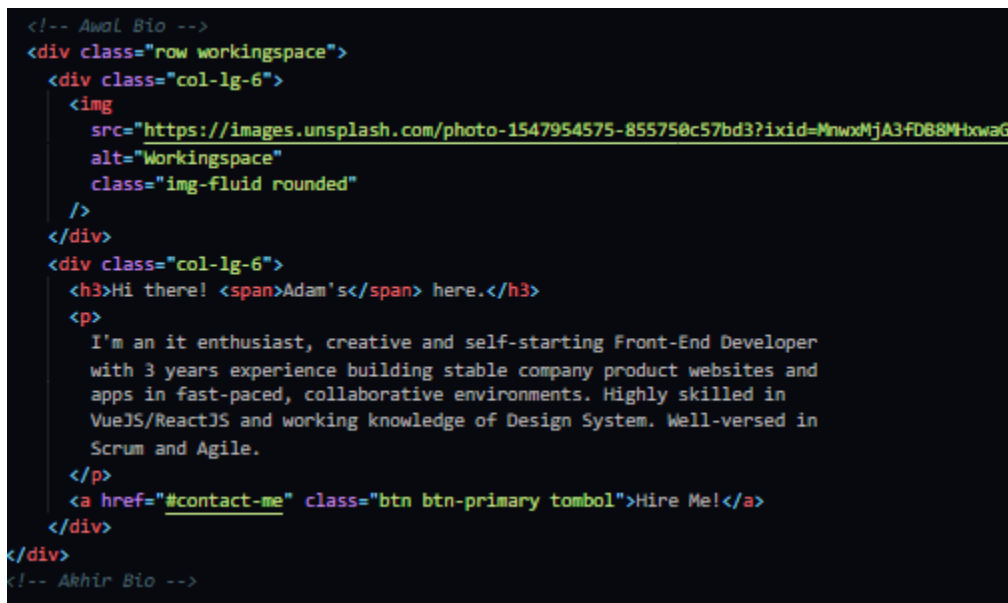 <!-- Awal Bio -->
<div class="row workingspace">
<div class="col-lg-6">
<img
src="https://images.unsplash.com/photo-1547954575-855750c57bd3?ixid=MnwxMjA3fDB8MHxwaG
alt="Workingspace"
class="img-fluid rounded"
/>
</div>
<div class="col-lg-6">
<h3>Hi there! <span>Adam's</span> here.</h3>
<p>
I'm an it enthusiast, creative and self-starting Front-End Developer
with 3 years experience building stable company product websites and
apps in fast-paced, collaborative environments. Highly skilled in
VueJS/ReactJS and working knowledge of Design System. Well-versed in
Scrum and Agile.
</p>
<a href="#contact-me" class="btn btn-primary tombol">Hire Me!</a>
</div>
</div>
<!-- Akhir Bio -->